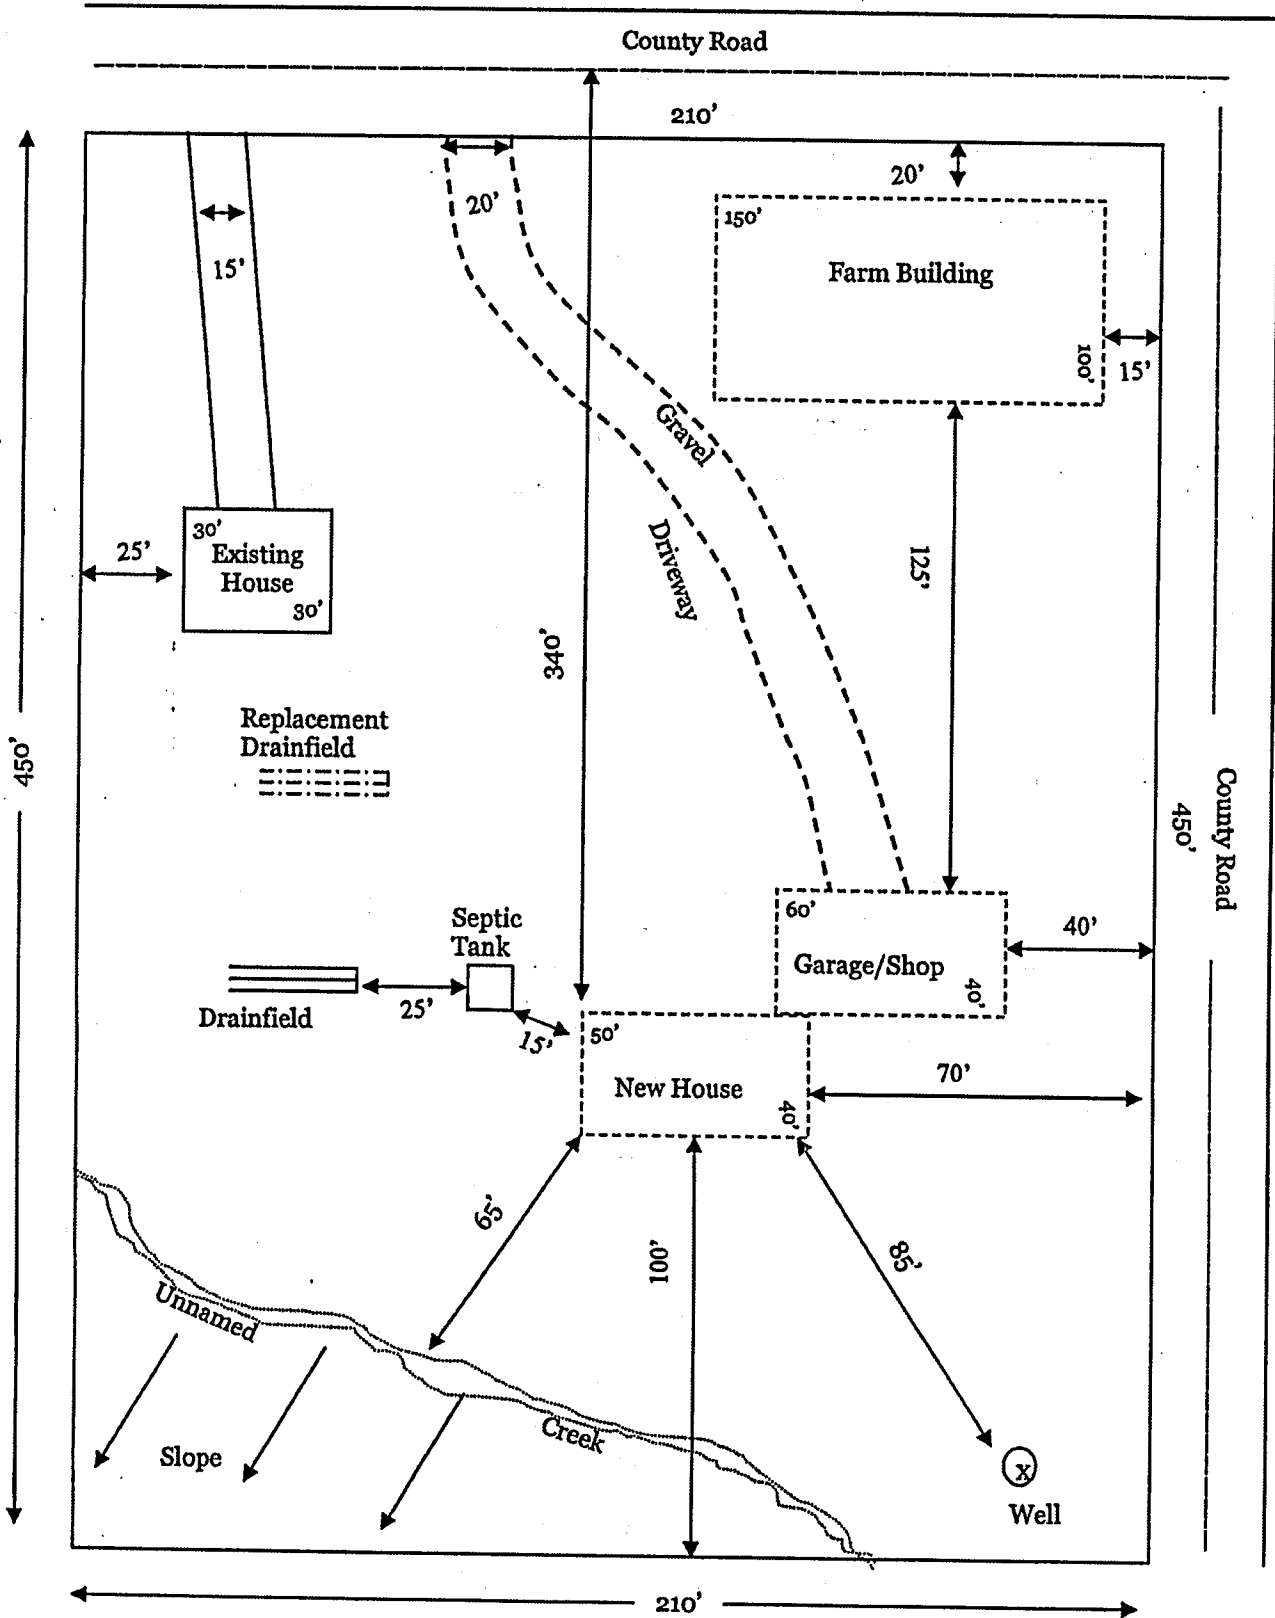 County Road
210'
20'
20'
150'
Farm Building
100'
15'
15'
Gravel
Driveway
125'
25'
30'
Existing
House
30'
340'
Replacement
Drainfield
450'
450'
County Road
Septic
Tank
60'
Garage/Shop
40'
40'
25'
Drainfield
15'
50'
New House
40'
70'
65'
100'
85'
Unnamed
Creek
Slope
X
Well
210'